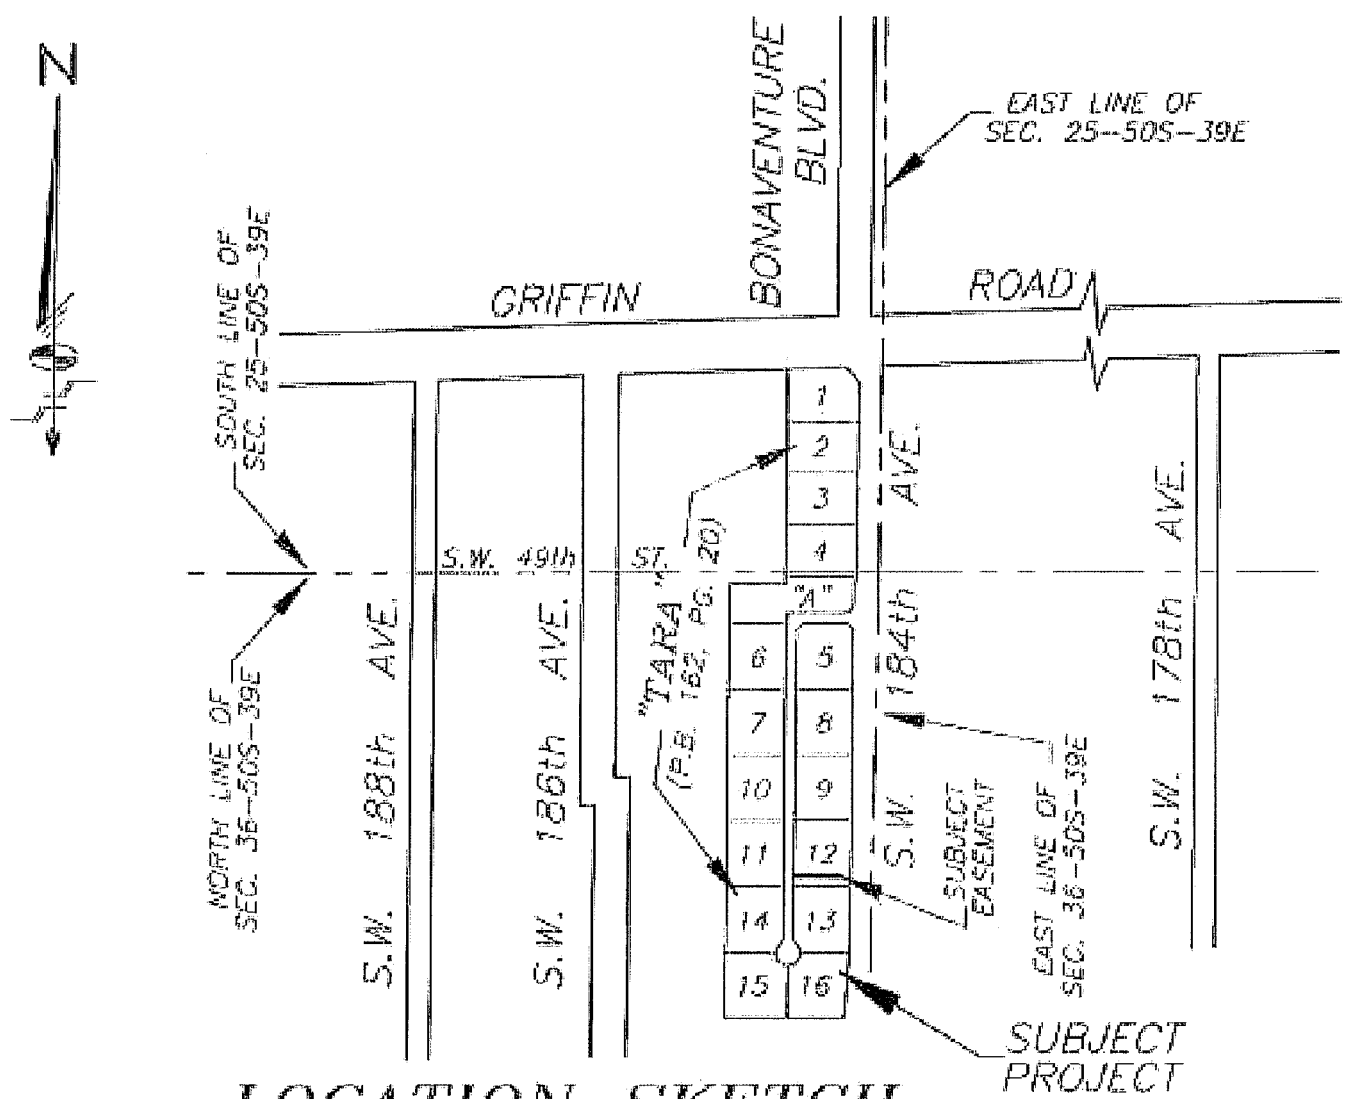 N
BONAVENTURE
BLVD.
EAST LINE OF
SEC. 25--50S-39E
SOUTH LINE OF
SEC. 25-50S-39E
GRIFFIN
ROAD
1
2
3
4
"A"
S.W. 49th ST.
"TARA"
(P.B. 162, PG. 20)
6
5
7
8
10
9
11
12
14
13
15
16
NORTH LINE OF
SEC. 36-50S-39E
S.W. 188th AVE.
S.W. 186th AVE.
S.W. 184th AVE.
S.W. 178th AVE.
SUBJECT
EASEMENT
EAST LINE OF
SEC. 36-50S-39E
SUBJECT
PROJECT
LOCATION SKETCH